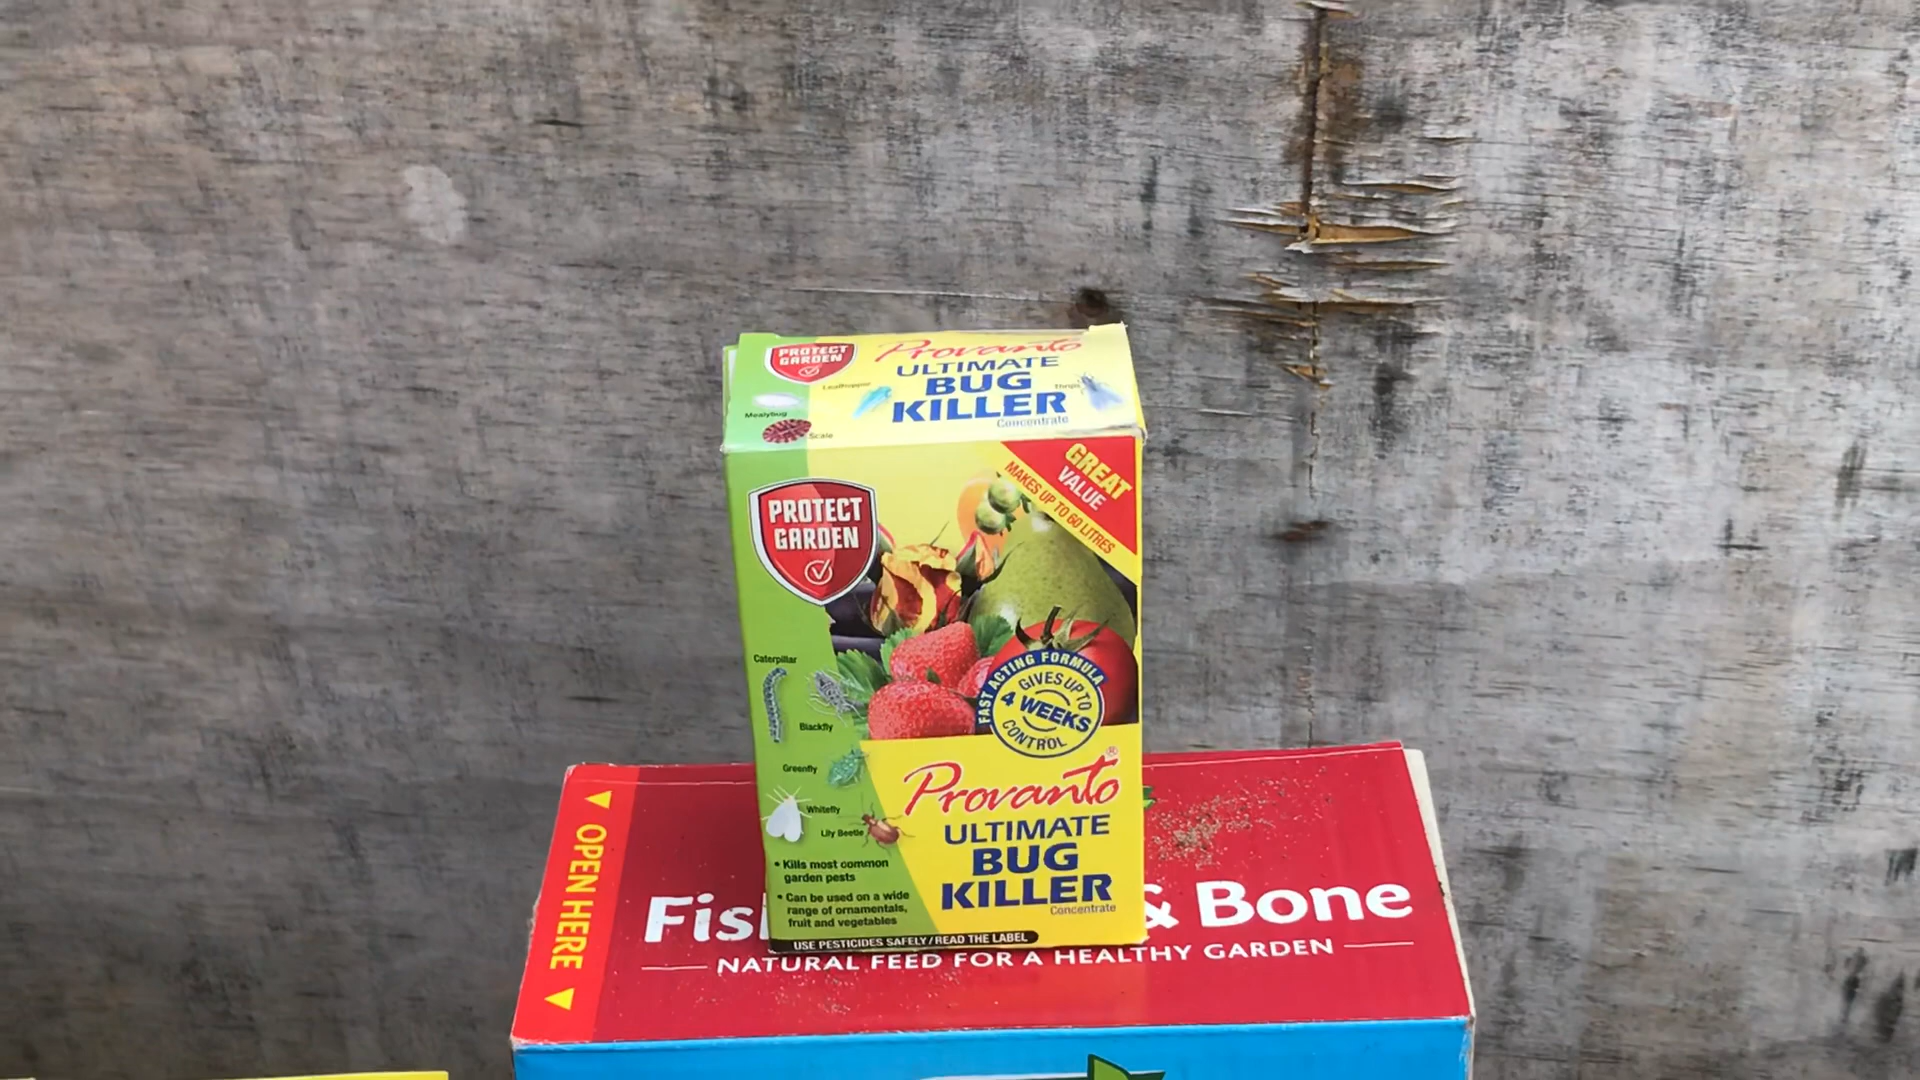 PROTECT
GARDEN
Provanto
ULTIMATE
BUG
KILLER
Concentrate
Leafhopper
Thrips
Mealybug
Scale
GREAT
VALUE
MAKES UP TO 60 LITRES
PROTECT
GARDEN
Caterpillar
Blackfly
Greenfly
Whitefly
Lily Beetle
FAST ACTING FORMULA
GIVES UP TO
4 WEEKS
CONTROL
Provanto®
ULTIMATE
BUG
KILLER
Concentrate
• Kills most common
garden pests
• Can be used on a wide
range of ornamentals,
fruit and vegetables
USE PESTICIDES SAFELY/READ THE LABEL
OPEN HERE
& Bone
NATURAL FEED FOR A HEALTHY GARDEN